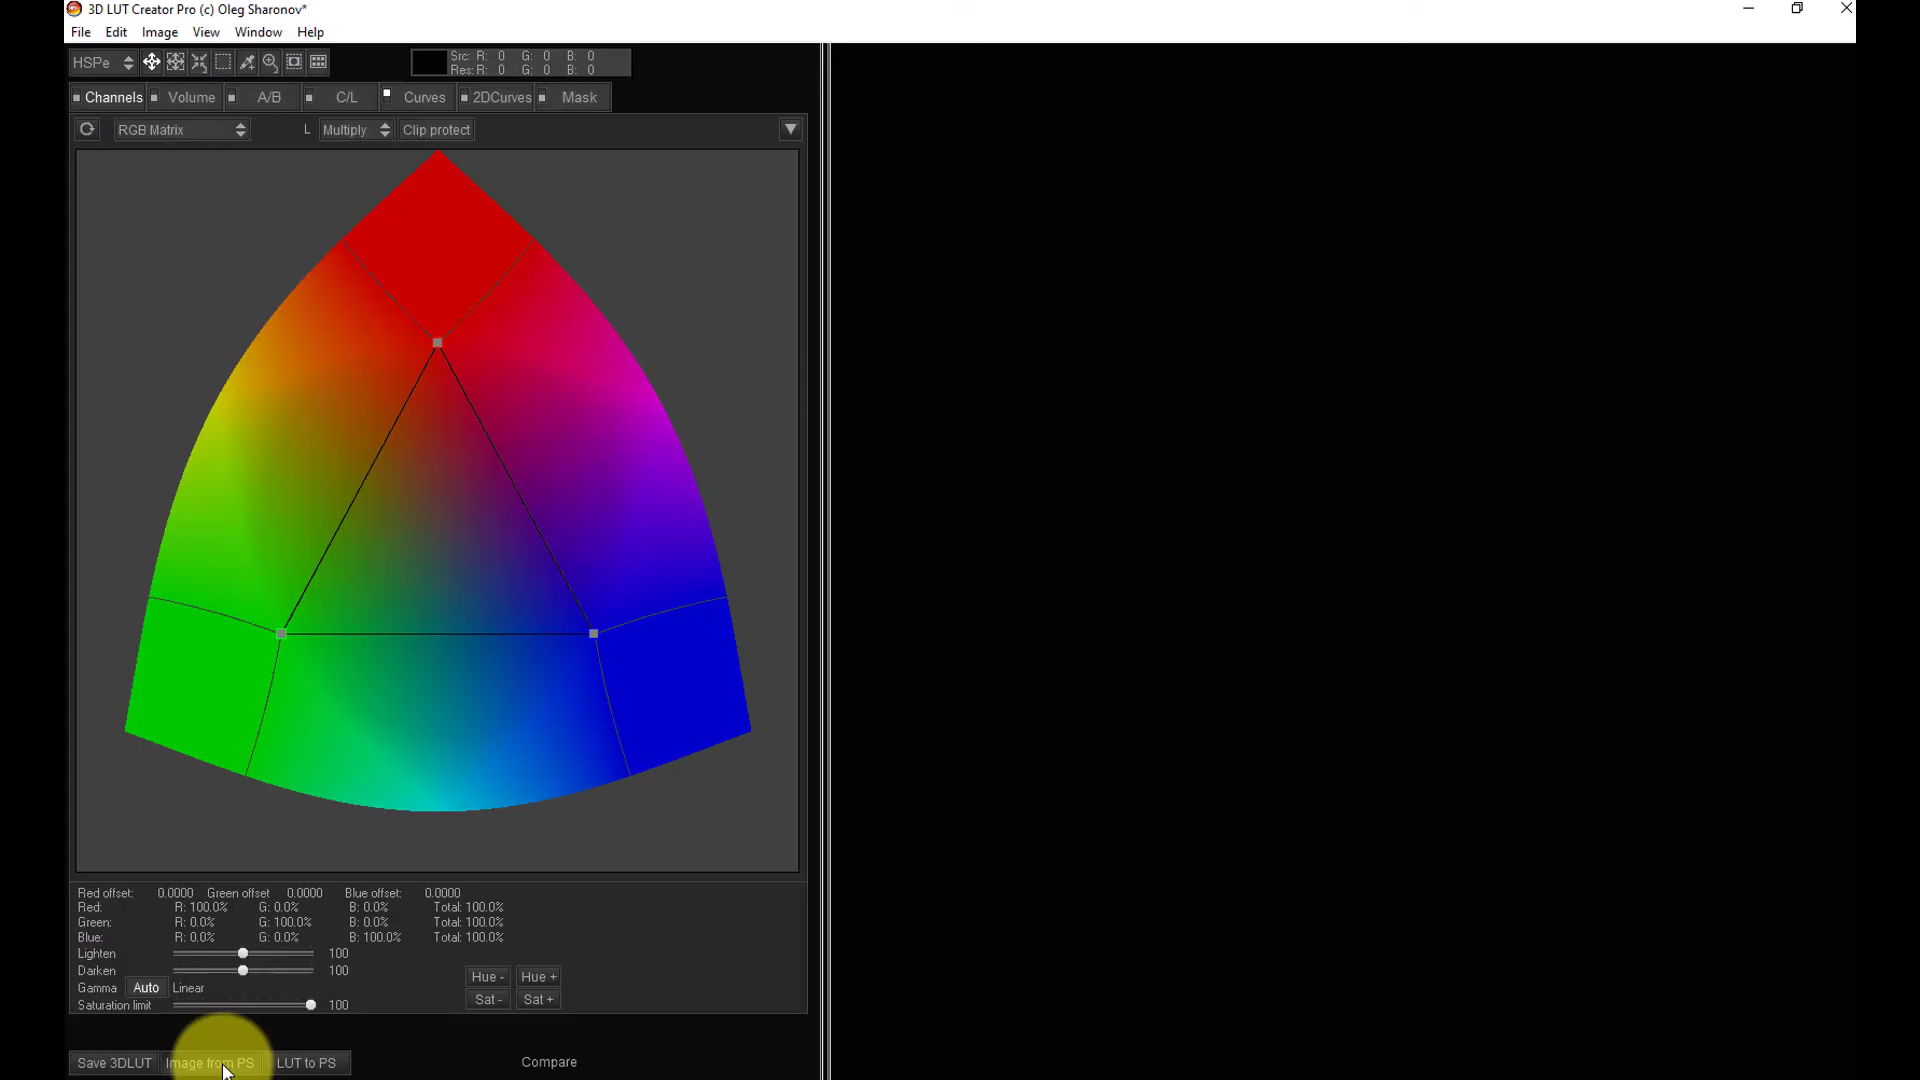 3D LUT Creator Pro (c) Oleg Sharonov*
File Edit Image View Window Help
HSPe
Src: R: 0 G: 0 B: 0
Res: R: 0 G: 0 B: 0
Channels Volume A/B C/L Curves 2DCurves Mask
RGB Matrix L Multiply Clip protect
Red offset: 0.0000 Green offset 0.0000 Blue offset: 0.0000
Red: R: 100.0% G: 0.0% B: 0.0% Total: 100.0%
Green: R: 0.0% G: 100.0% B: 0.0% Total: 100.0%
Blue: R: 0.0% G: 0.0% B: 100.0% Total: 100.0%
Lighten 100
Darken 100
Hue - Hue +
Gamma Auto Linear
Sat - Sat +
Saturation limit 100
Save 3DLUT Image from PS LUT to PS Compare